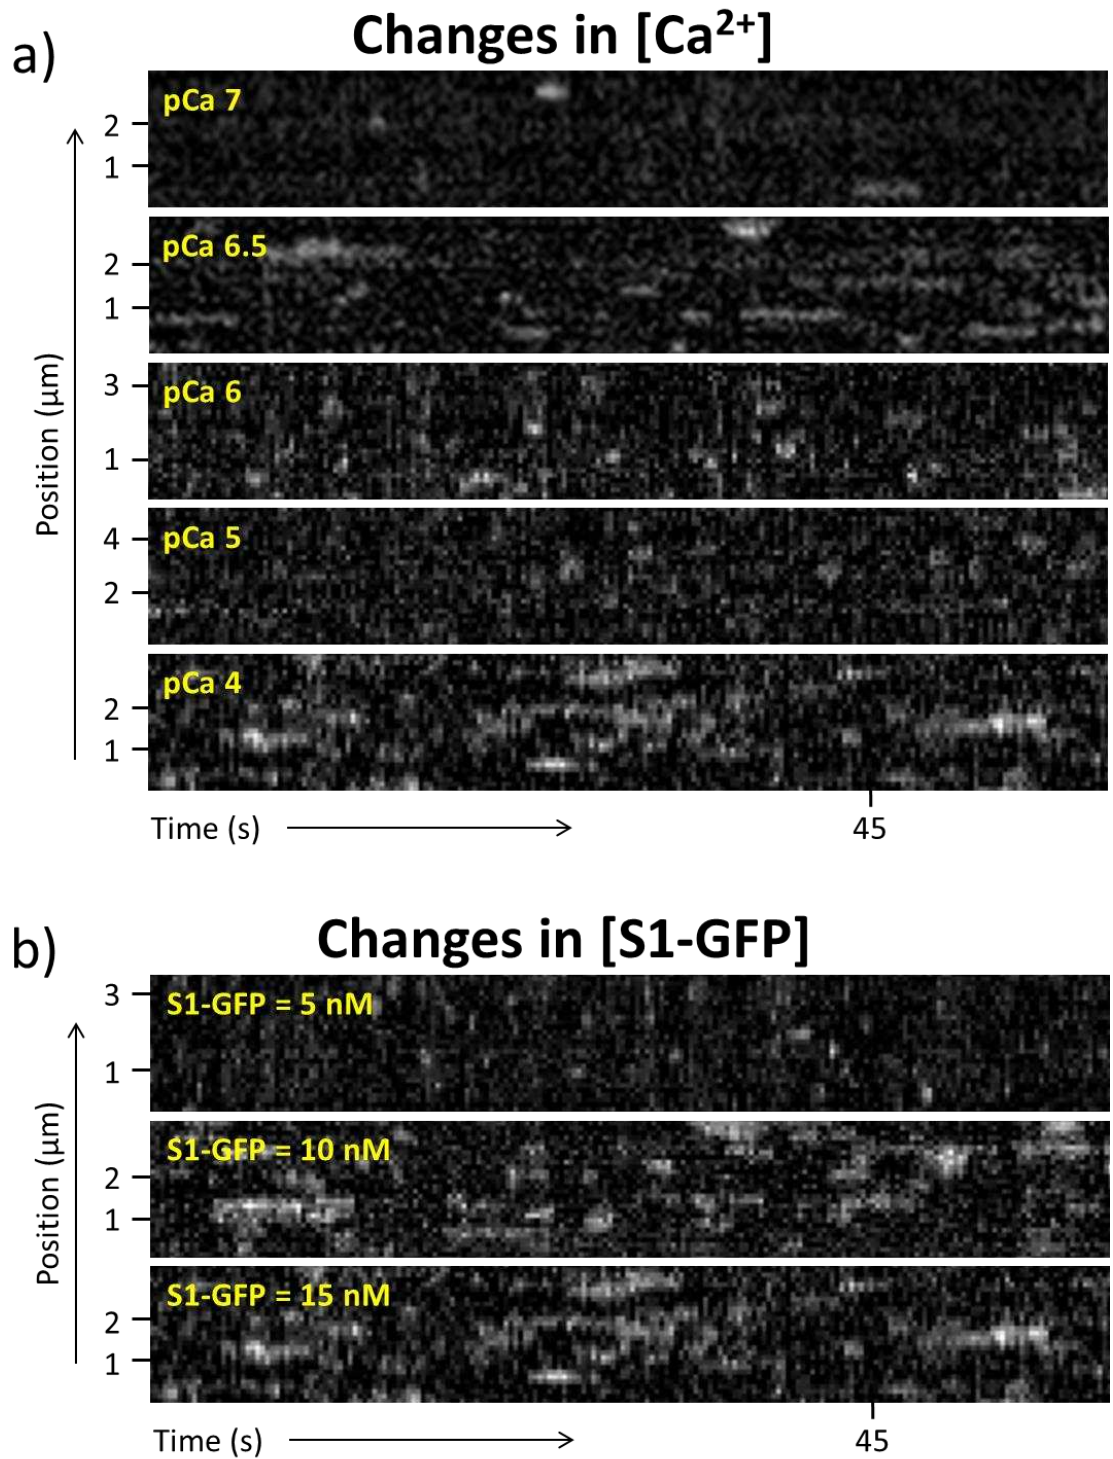 a)
Changes in [Ca²⁺]
pCa 7
2
1
pCa 6.5
2
1
pCa 6
3
1
pCa 5
4
2
pCa 4
2
1
Position (µm)
Time (s)
45
b)
Changes in [S1-GFP]
S1-GFP = 5 nM
3
1
S1-GFP = 10 nM
2
1
S1-GFP = 15 nM
2
1
Position (µm)
Time (s)
45